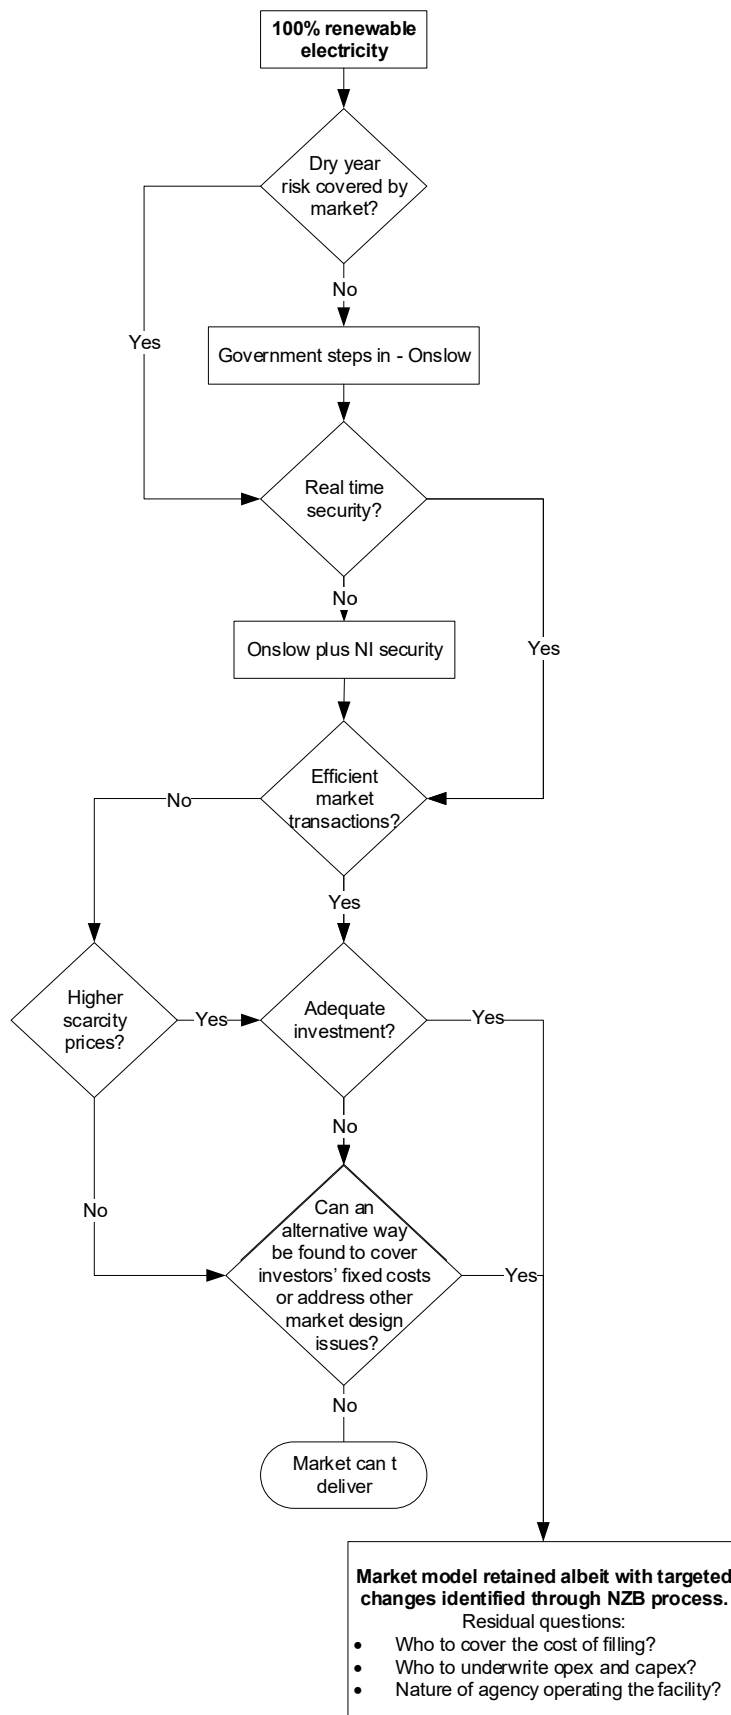 100% renewable
electricity
Dry year
risk covered by
market?
No
Yes
Government steps in - Onslow
Real time
security?
No
Onslow plus NI security
Yes
Efficient
market
transactions?
No
Yes
Higher
scarcity
prices?
Yes
Adequate
investment?
Yes
No
No
Can an
alternative way
be found to cover
investors’ fixed costs
or address other
market design
issues?
Yes
No
Market can t
deliver
Market model retained albeit with targeted
changes identified through NZB process.
Residual questions:
• Who to cover the cost of filling?
• Who to underwrite opex and capex?
• Nature of agency operating the facility?